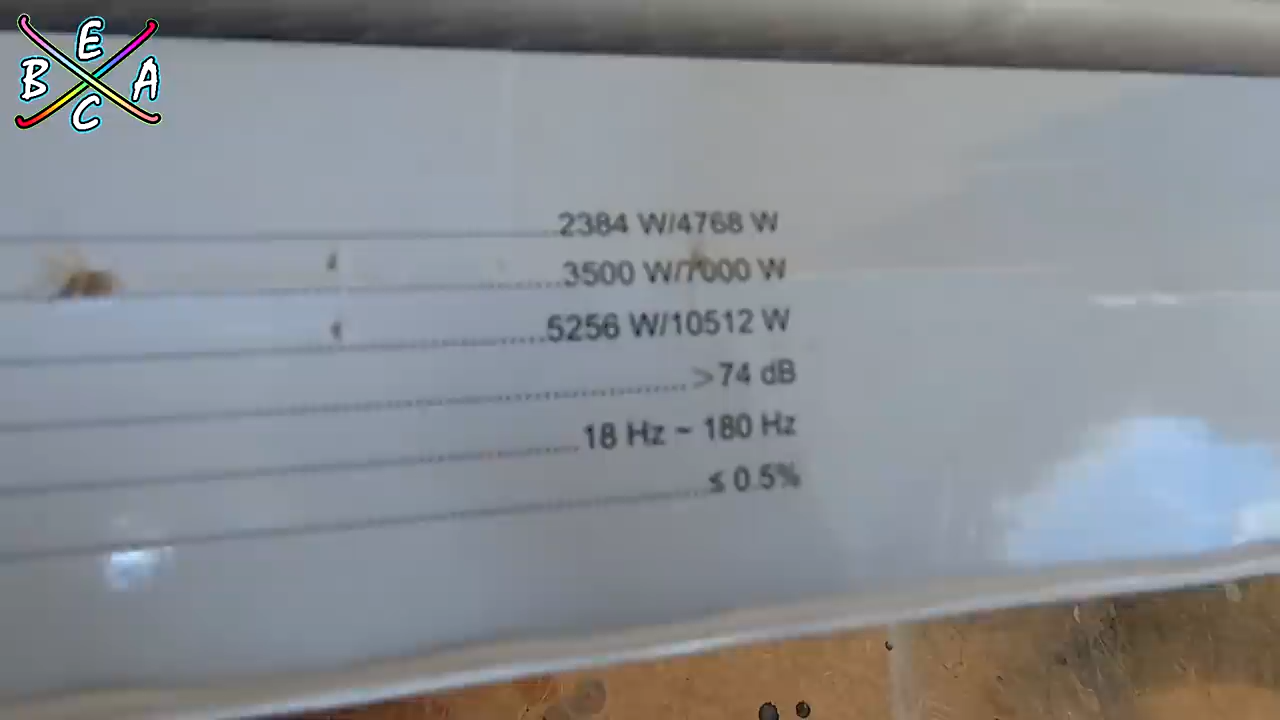 E
B A
C
2384 W/4768 W
3500 W/7000 W
5256 W/10512 W
>74 dB
18 Hz ~ 180 Hz
≤ 0.5%